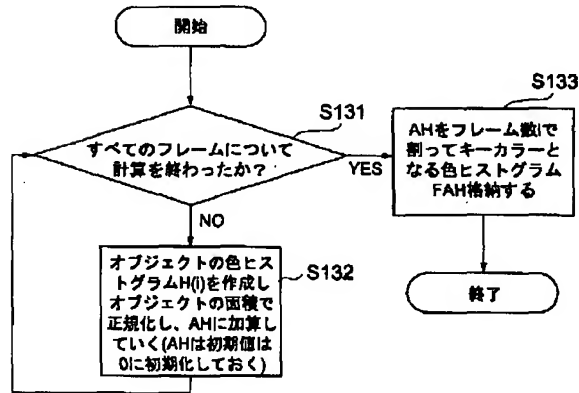 開始
S131
すべてのフレームについて
計算を終わったか?
YES
NO
S132
オブジェクトの色ヒス
トグラムH(i)を作成し
オブジェクトの面積で
正規化し、AHに加算し
ていく(AHは初期値は
0に初期化しておく)
S133
AHをフレーム数iで
割ってキーカラーと
なる色ヒストグラム
FAH格納する
終了